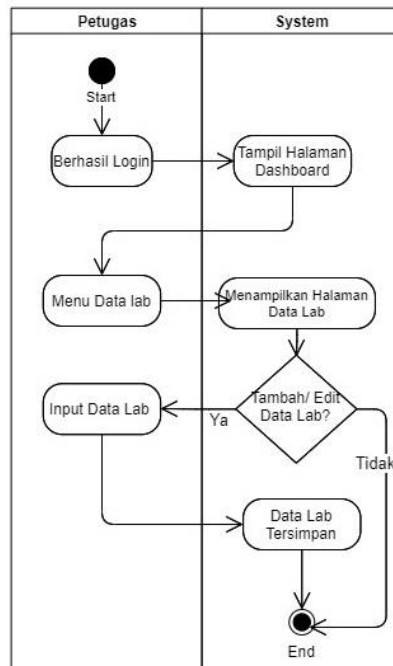 Petugas
System
Start
Berhasil Login
Tampil Halaman
Dashboard
Menu Data lab
Menampilkan Halaman
Data Lab
Tambah/ Edit
Data Lab?
Input Data Lab
Ya
Tidak
Data Lab
Tersimpan
End